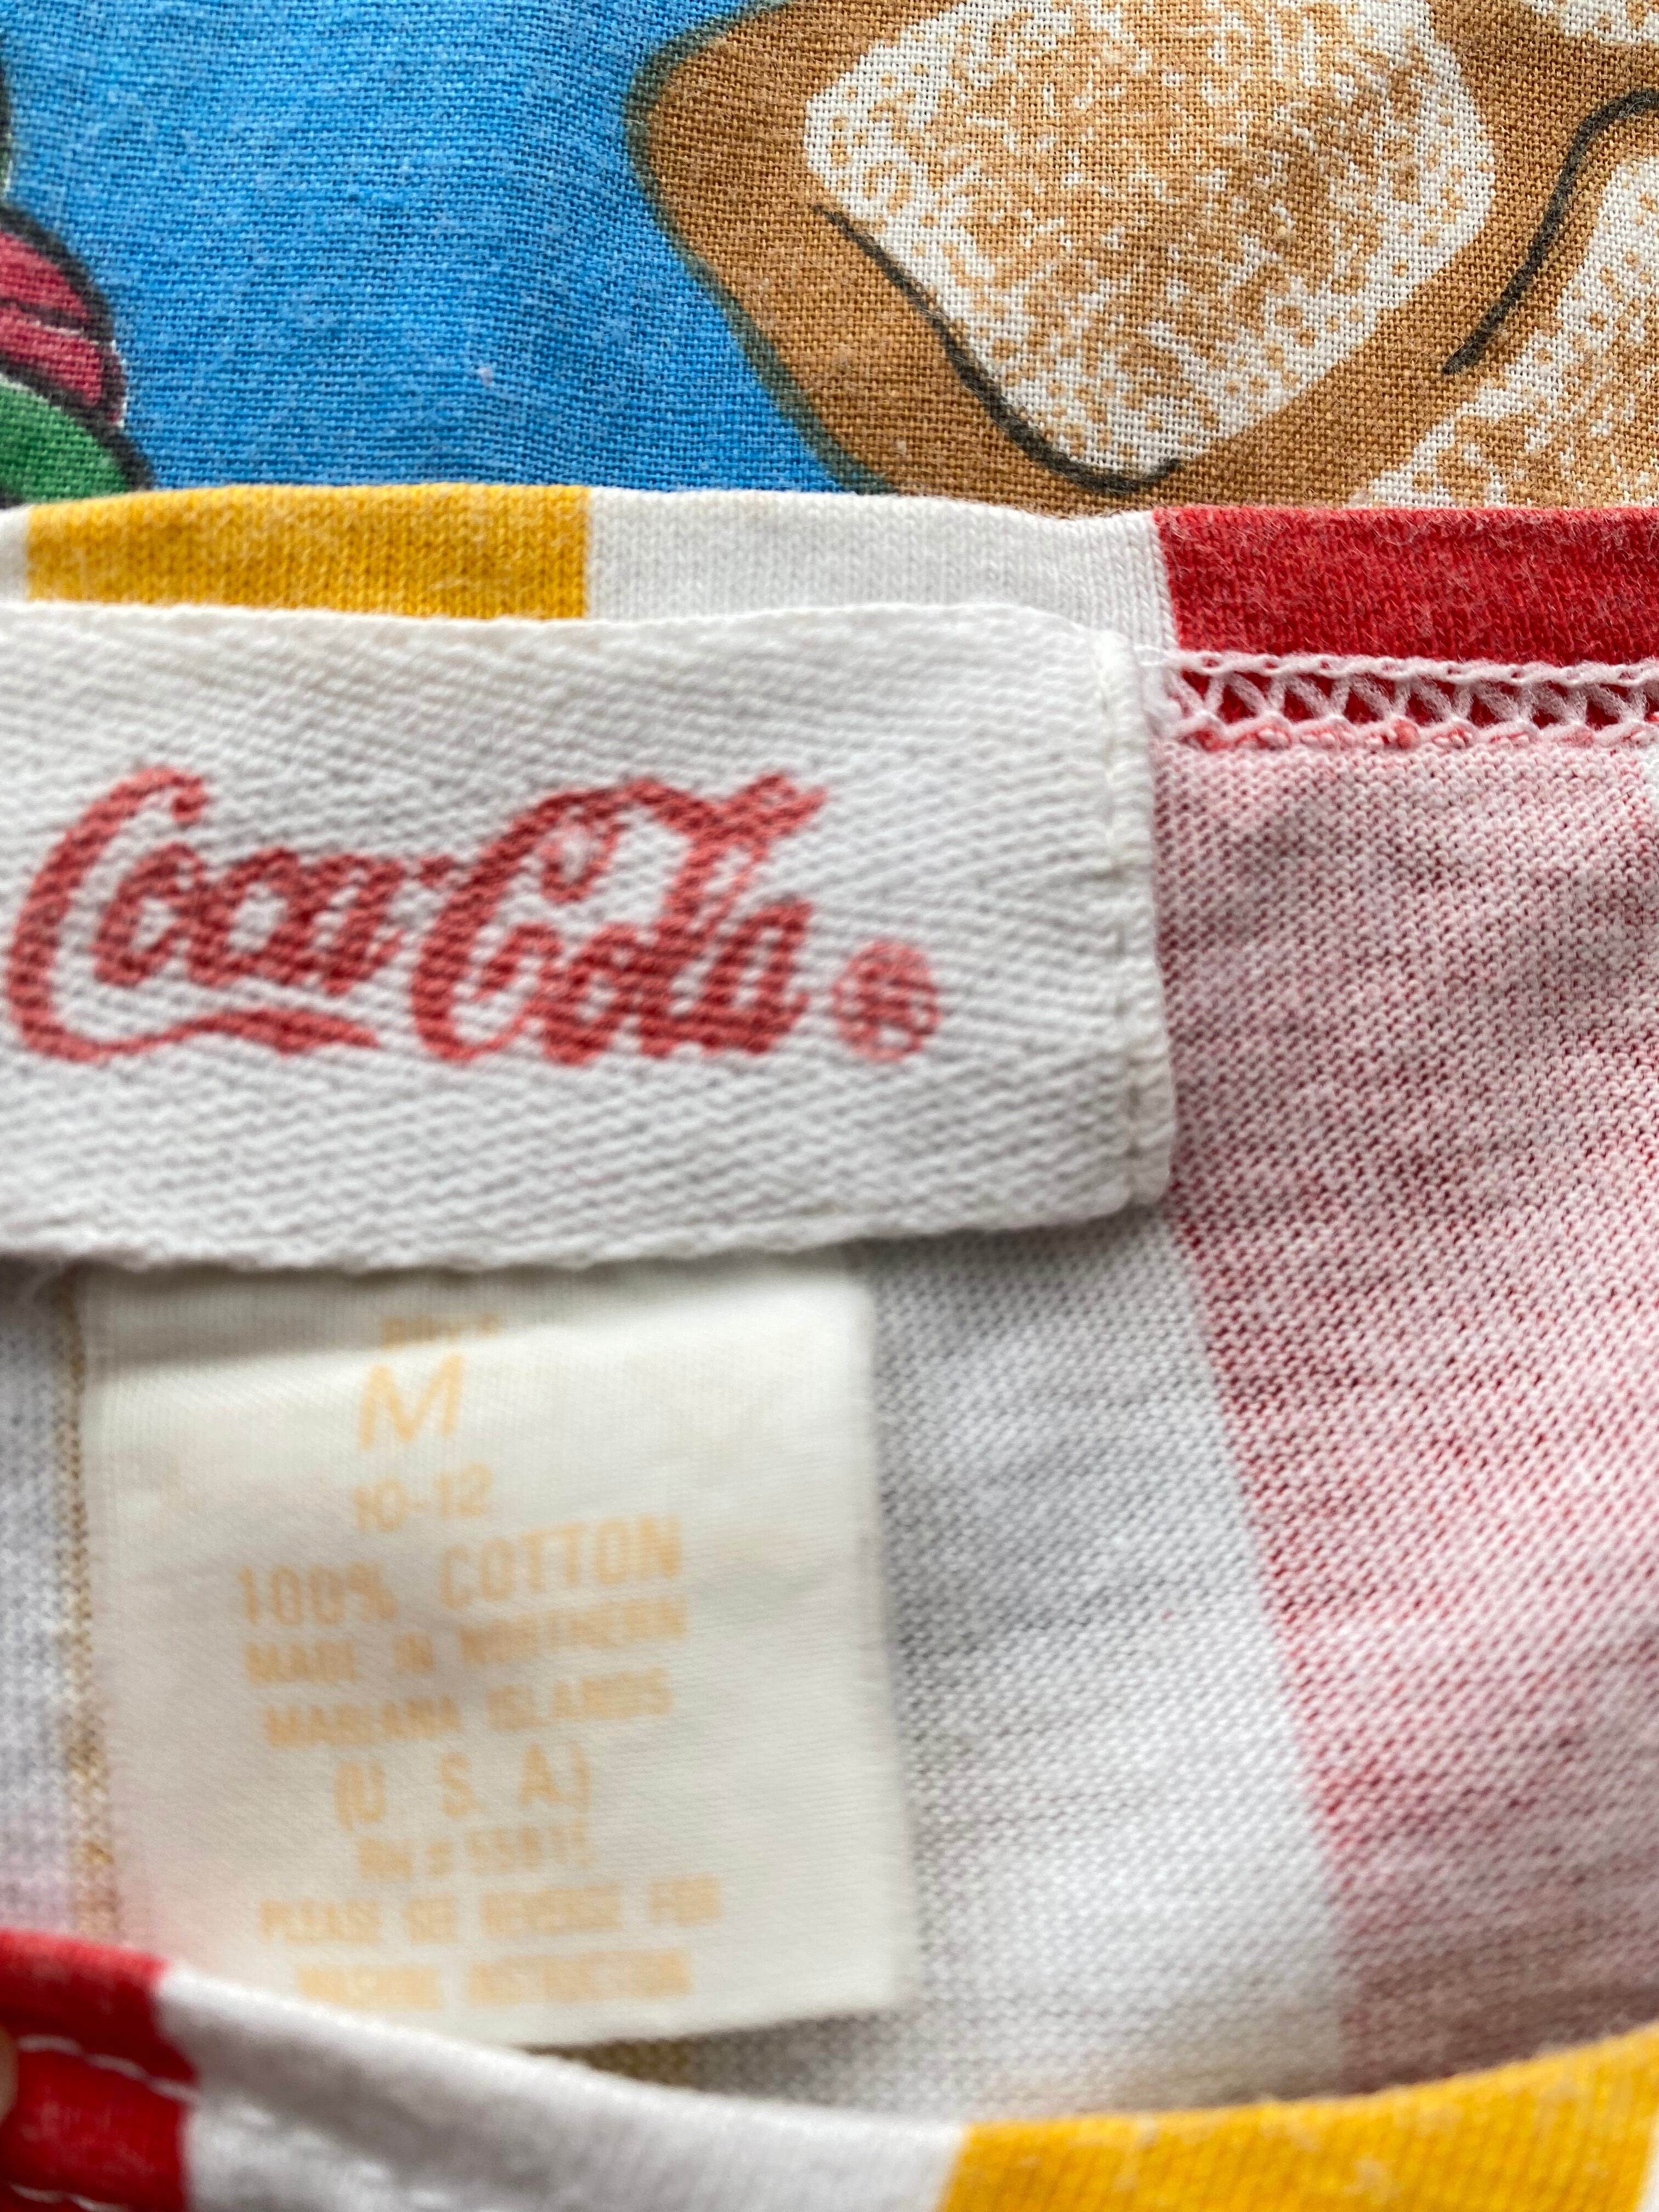 Coca-Cola ®
M
10-12
100% COTTON
MADE IN NORTHERN
MARIANA ISLANDS
(U. S. A.)
PLEASE SEE REVERSE FOR